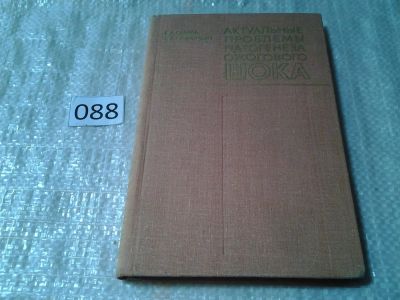 АКТУАЛЬНЫЕ
ПРОБЛЕМЫ
ПАТОГЕНЕЗА
ОЖОГОВОГО
ШОКА
088